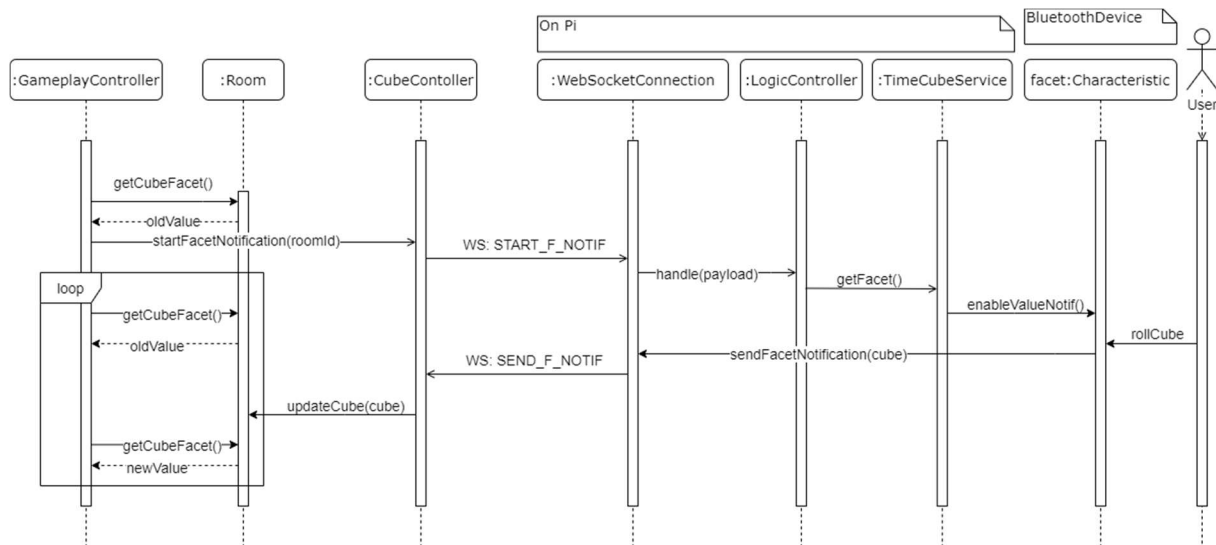 On Pi
BluetoothDevice
:GameplayController
:Room
:CubeContoller
:WebSocketConnection
:LogicController
:TimeCubeService
facet:Characteristic
User
getCubeFacet()
oldValue
startFacetNotification(roomId)
WS: START_F_NOTIF
handle(payload)
getFacet()
loop
enableValueNotif()
getCubeFacet()
rollCube
oldValue
sendFacetNotification(cube)
WS: SEND_F_NOTIF
updateCube(cube)
getCubeFacet()
newValue